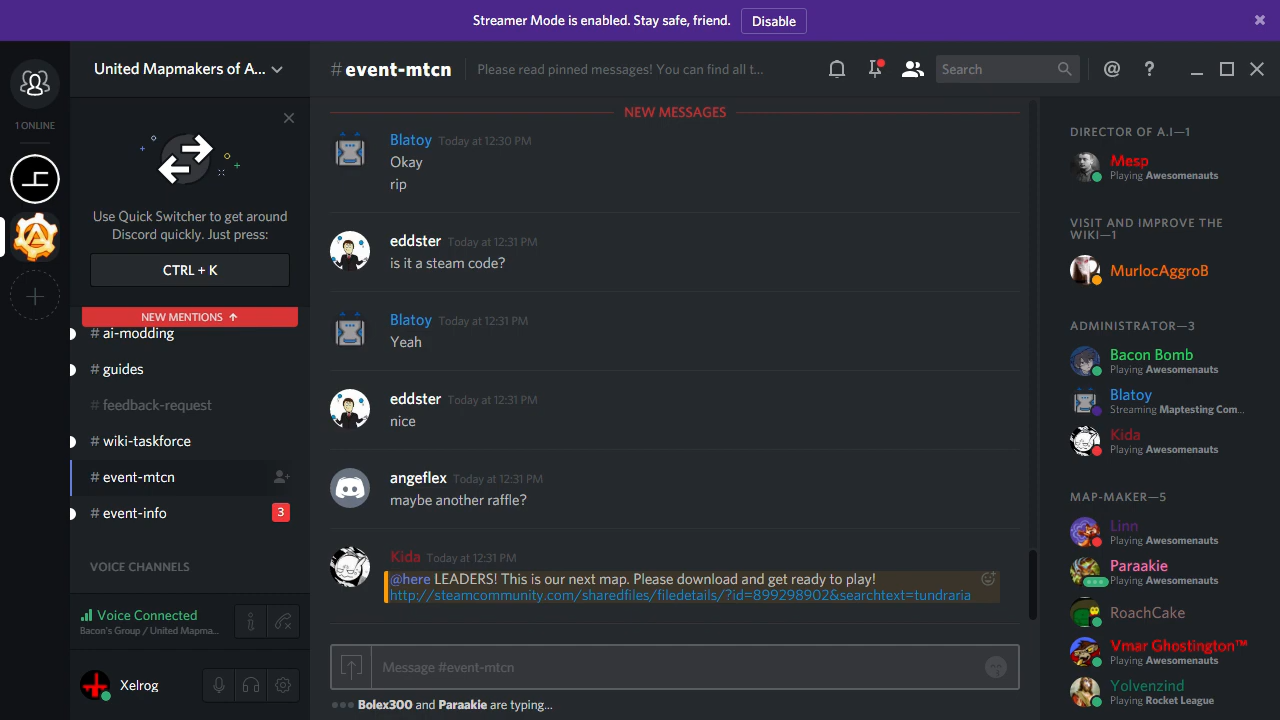 Streamer Mode is enabled. Stay safe, friend.
Disable
1 ONLINE
United Mapmakers of A...
Use Quick Switcher to get around
Discord quickly. Just press:
CTRL + K
NEW MENTIONS
# ai-modding
# guides
# feedback-request
# wiki-taskforce
# event-mtcn
# event-info
3
VOICE CHANNELS
Voice Connected
Bacon's Group / United Mapma...
Xelrog
#event-mtcn
Please read pinned messages! You can find all t...
Search
NEW MESSAGES
Blatoy Today at 12:30 PM
Okay
rip
eddster Today at 12:31 PM
is it a steam code?
Blatoy Today at 12:31 PM
Yeah
eddster Today at 12:31 PM
nice
angeflex Today at 12:31 PM
maybe another raffle?
Kida Today at 12:31 PM
@here LEADERS! This is our next map. Please download and get ready to play!
http://steamcommunity.com/sharedfiles/filedetails/?id=899298902&searchtext=tundraria
Message #event-mtcn
Bolex300 and Paraakie are typing...
DIRECTOR OF A.I—1
Mesp
Playing Awesomenauts
VISIT AND IMPROVE THE
WIKI—1
MurlocAggroB
ADMINISTRATOR—3
Bacon Bomb
Playing Awesomenauts
Blatoy
Streaming Maptesting Com...
Kida
Playing Awesomenauts
MAP-MAKER—5
Linn
Playing Awesomenauts
Paraakie
Playing Awesomenauts
RoachCake
Vmar Ghostington™
Playing Awesomenauts
Yolvenzind
Playing Rocket League